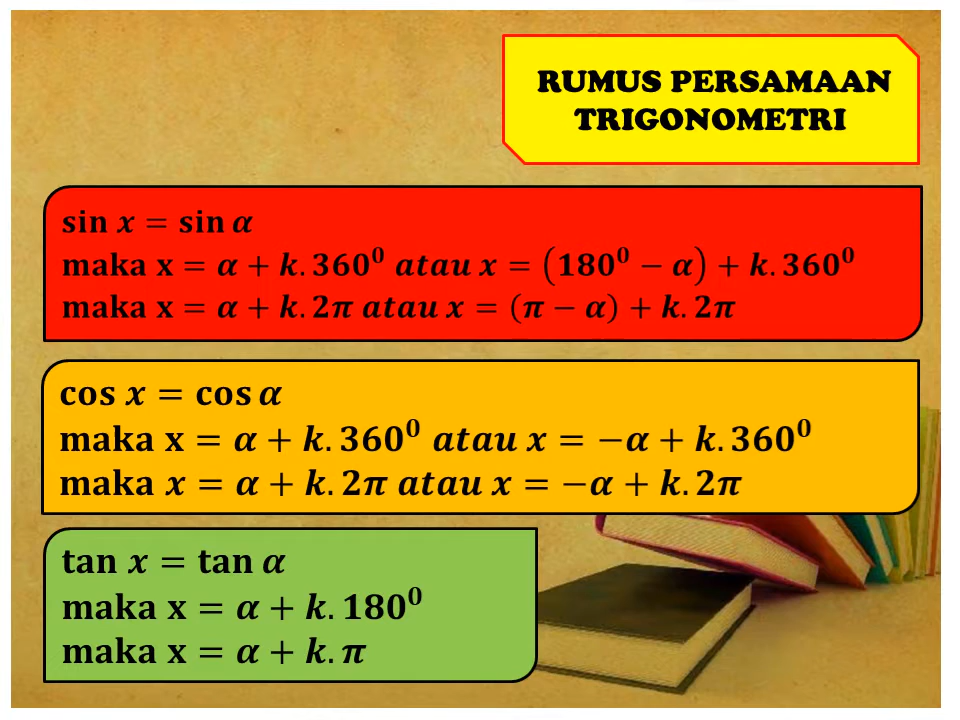 RUMUS PERSAMAAN
TRIGONOMETRI
sin 𝒙 = sin 𝜶
maka x = 𝜶 + 𝒌. 360⁰ 𝒂𝒕𝒂𝒖 𝒙 = (180⁰ − 𝜶) + 𝒌. 360⁰
maka x = 𝜶 + 𝒌. 2𝝅 𝒂𝒕𝒂𝒖 𝒙 = (𝝅 − 𝜶) + 𝒌. 2𝝅
cos 𝒙 = cos 𝜶
maka x = 𝜶 + 𝒌. 360⁰ 𝒂𝒕𝒂𝒖 𝒙 = −𝜶 + 𝒌. 360⁰
maka 𝒙 = 𝜶 + 𝒌. 2𝝅 𝒂𝒕𝒂𝒖 𝒙 = −𝜶 + 𝒌. 2𝝅
tan 𝒙 = tan 𝜶
maka x = 𝜶 + 𝒌. 180⁰
maka x = 𝜶 + 𝒌. 𝝅